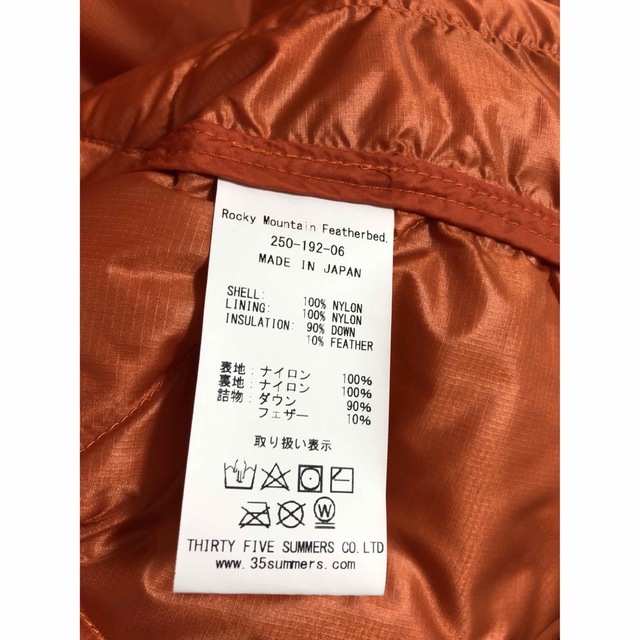 Rocky Mountain Featherbed.
250-192-06
MADE IN JAPAN
SHELL: 100% NYLON
LINING: 100% NYLON
INSULATION: 90% DOWN
10% FEATHER
表地:ナイロン 100%
裏地:ナイロン 100%
詰物:ダウン 90%
フェザー 10%
取り扱い表示
W
THIRTY FIVE SUMMERS CO.LTD
www.35summers.com